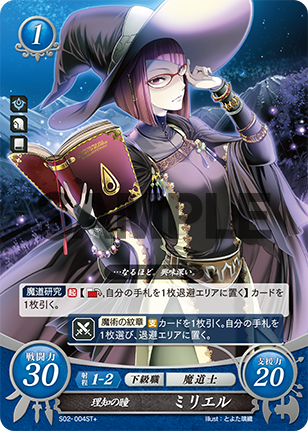 1
SAMPLE
…なるほど、興味深い。
魔道研究 起 【 、自分の手札を1枚退避エリアに置く】 カードを
1枚引く。
魔術の紋章 支 カードを1枚引く。自分の手札
を1枚選び、退避エリアに置く。
戦闘力 30
射程 1-2 下級職 魔道士
支援力 20
理知の瞳 ミリエル
S02-004ST+
Illust:とよた瑣織